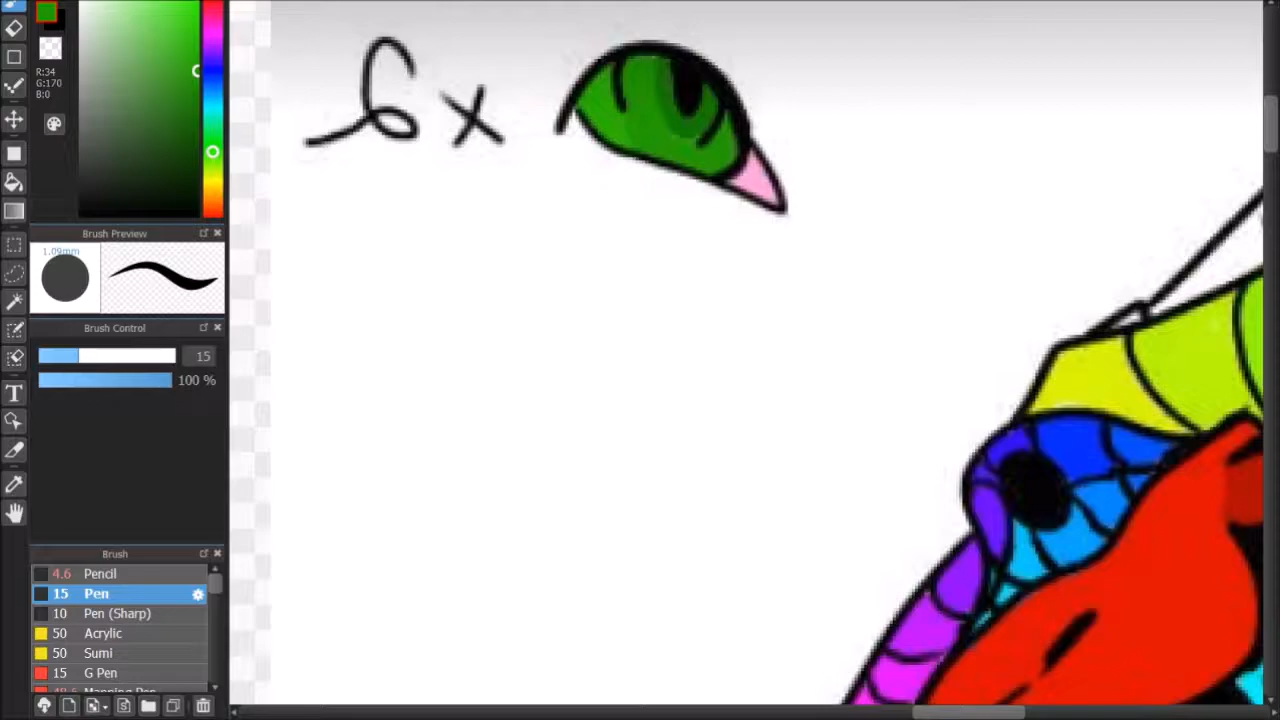 6x
R:34
G:170
B:0
Brush Preview
1.09mm
Brush Control
15
100 %
Brush
4.6 Pencil
15 Pen
10 Pen (Sharp)
50 Acrylic
50 Sumi
15 G Pen
T